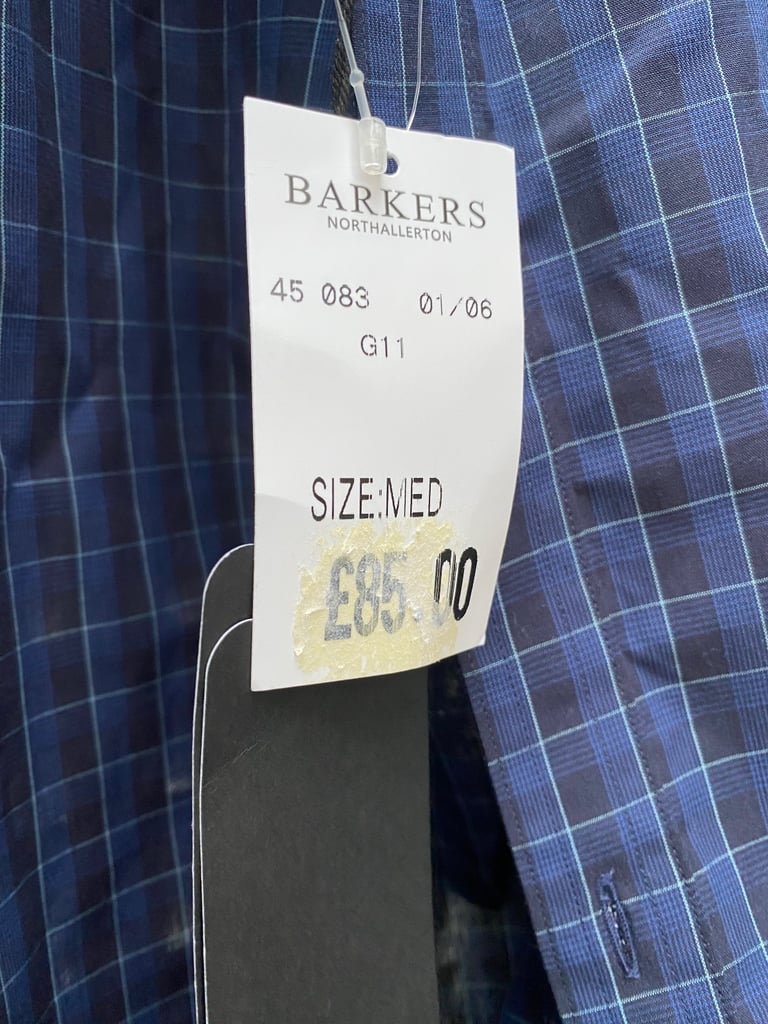 BARKERS
NORTHALLERTON
45 083 01/06
G11
SIZE:MED
£85.00